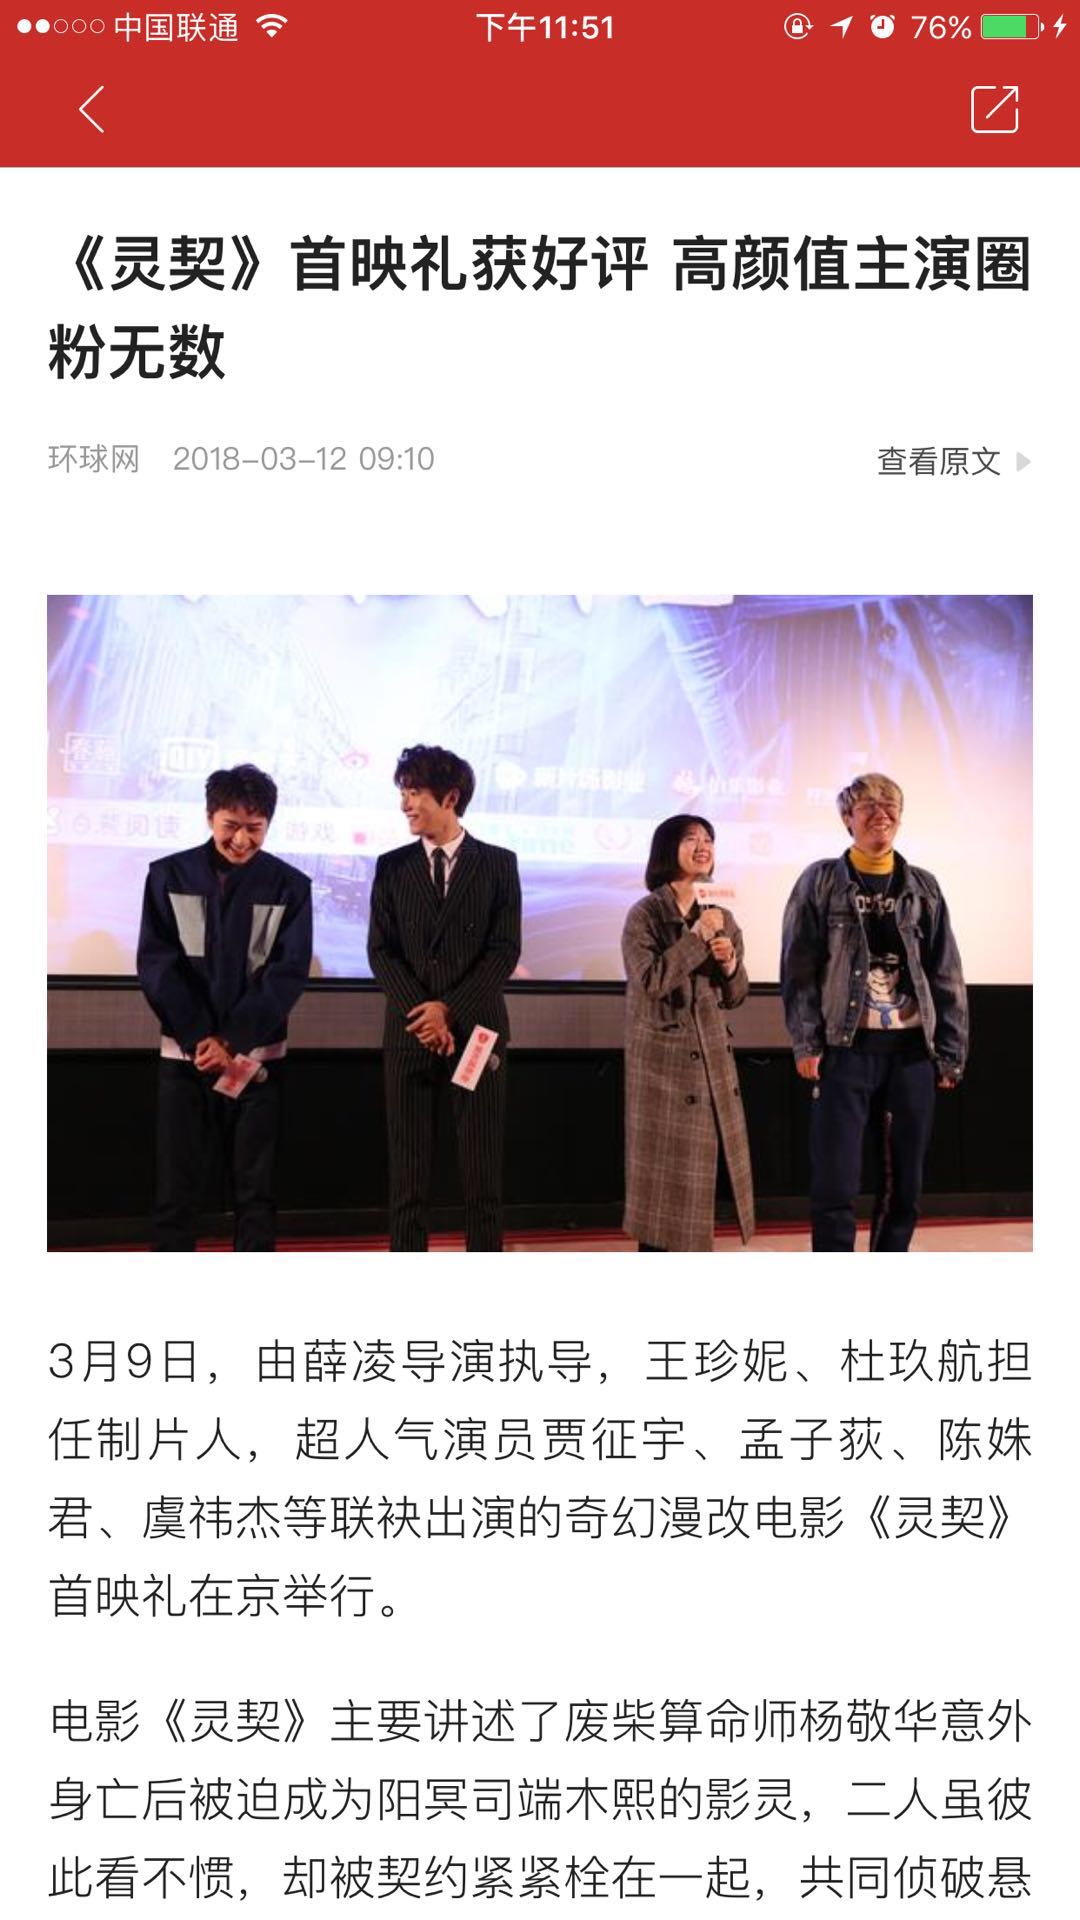 中国联通 下午11:51 76%
《灵契》首映礼获好评 高颜值主演圈
粉无数
环球网 2018-03-12 09:10 查看原文
3月9日，由薛凌导演执导，王珍妮、杜玖航担
任制片人，超人气演员贾征宇、孟子荻、陈姝
君、虞祎杰等联袂出演的奇幻漫改电影《灵契》
首映礼在京举行。
电影《灵契》主要讲述了废柴算命师杨敬华意外
身亡后被迫成为阳冥司端木熙的影灵，二人虽彼
此看不惯，却被契约紧紧栓在一起，共同侦破悬